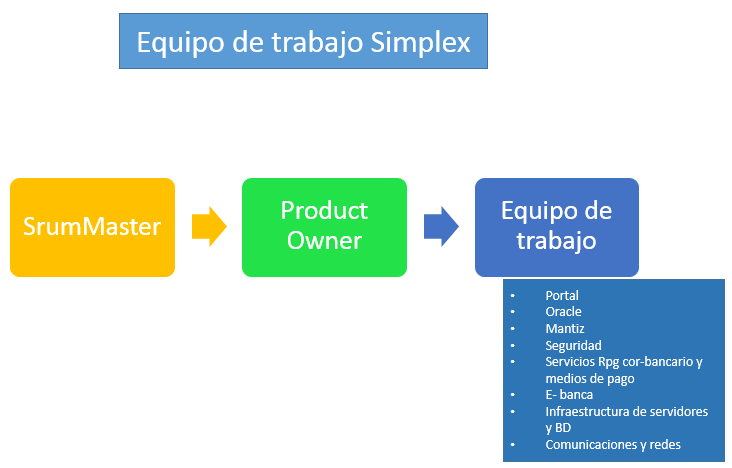 Equipo de trabajo Simplex
SrumMaster
Product
Owner
Equipo de
trabajo
• Portal
• Oracle
• Mantiz
• Seguridad
• Servicios Rpg cor-bancario y
medios de pago
• E- banca
• Infraestructura de servidores
y BD
• Comunicaciones y redes